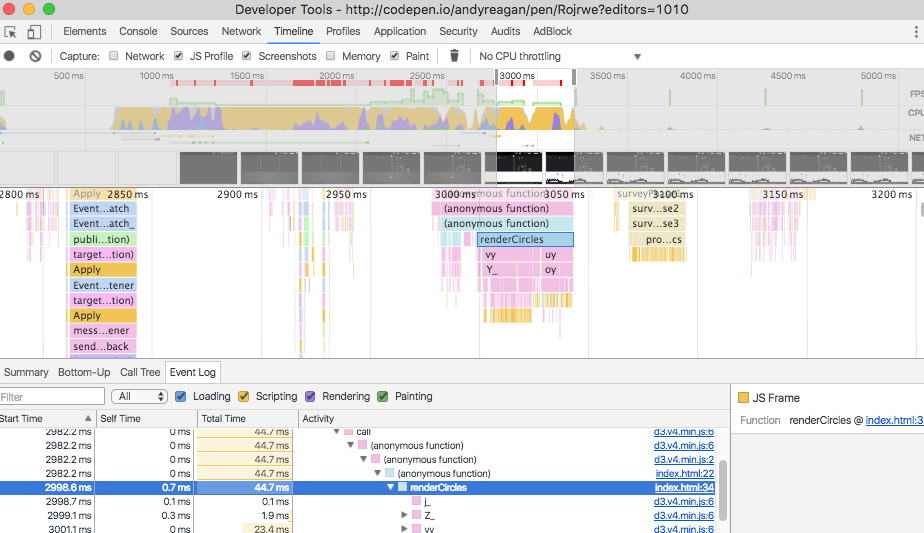 Developer Tools - http://codepen.io/andyreagan/pen/Rojrwe?editors=1010
Elements Console Sources Network Timeline Profiles Application Security Audits AdBlock
Capture: Network JS Profile Screenshots Memory Paint No CPU throttling
500 ms 1000 ms 1500 ms 2000 ms 2500 ms 3000 ms 3500 ms 4000 ms 4500 ms 5000 ms
FPS
CPU
NET
2800 ms 2850 ms 2900 ms 2950 ms 3000 ms 3050 ms 3100 ms 3150 ms 3200 ms
Apply (anonymous function)
Event…atch (anonymous function) surv…se2
Event…atch_ (anonymous function) surv…se3
publi…tion) renderCircles pro…cs
target…tion) vy uy
Apply Y_ oy
Event…tener
target…tion)
Apply
mess…ener
send…back
Summary Bottom-Up Call Tree Event Log
Filter All Loading Scripting Rendering Painting
Start Time Self Time Total Time Activity
2982.2 ms 0 ms 44.7 ms call d3.v4.min.js:6
2982.2 ms 0 ms 44.7 ms (anonymous function) d3.v4.min.js:6
2982.2 ms 0 ms 44.7 ms (anonymous function) d3.v4.min.js:2
2982.2 ms 0 ms 44.7 ms (anonymous function) index.html:22
2998.6 ms 0.7 ms 44.7 ms renderCircles index.html:34
2998.7 ms 0.1 ms 0.1 ms j_ d3.v4.min.js:6
2999.1 ms 0.3 ms 1.9 ms Z_ d3.v4.min.js:6
3001.1 ms 0 ms 23.4 ms vy d3.v4.min.js:6
JS Frame
Function renderCircles @ index.html:3